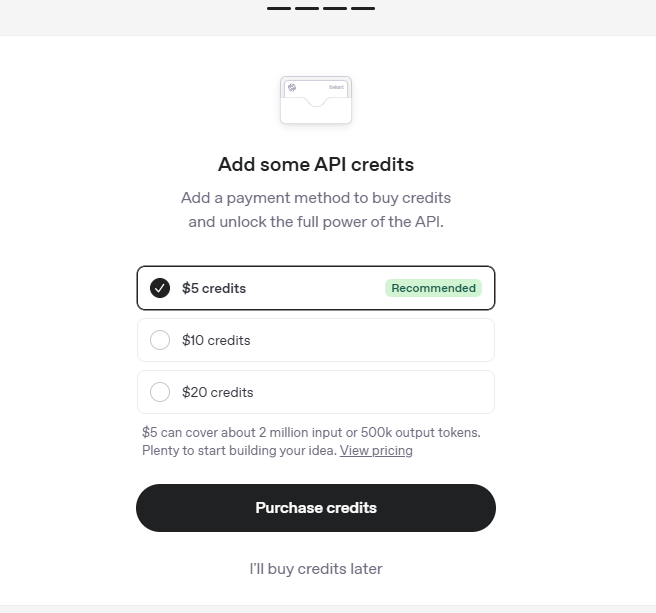 Add some API credits
Add a payment method to buy credits
and unlock the full power of the API.
$5 credits
Recommended
$10 credits
$20 credits
$5 can cover about 2 million input or 500k output tokens.
Plenty to start building your idea. View pricing
Purchase credits
I'll buy credits later